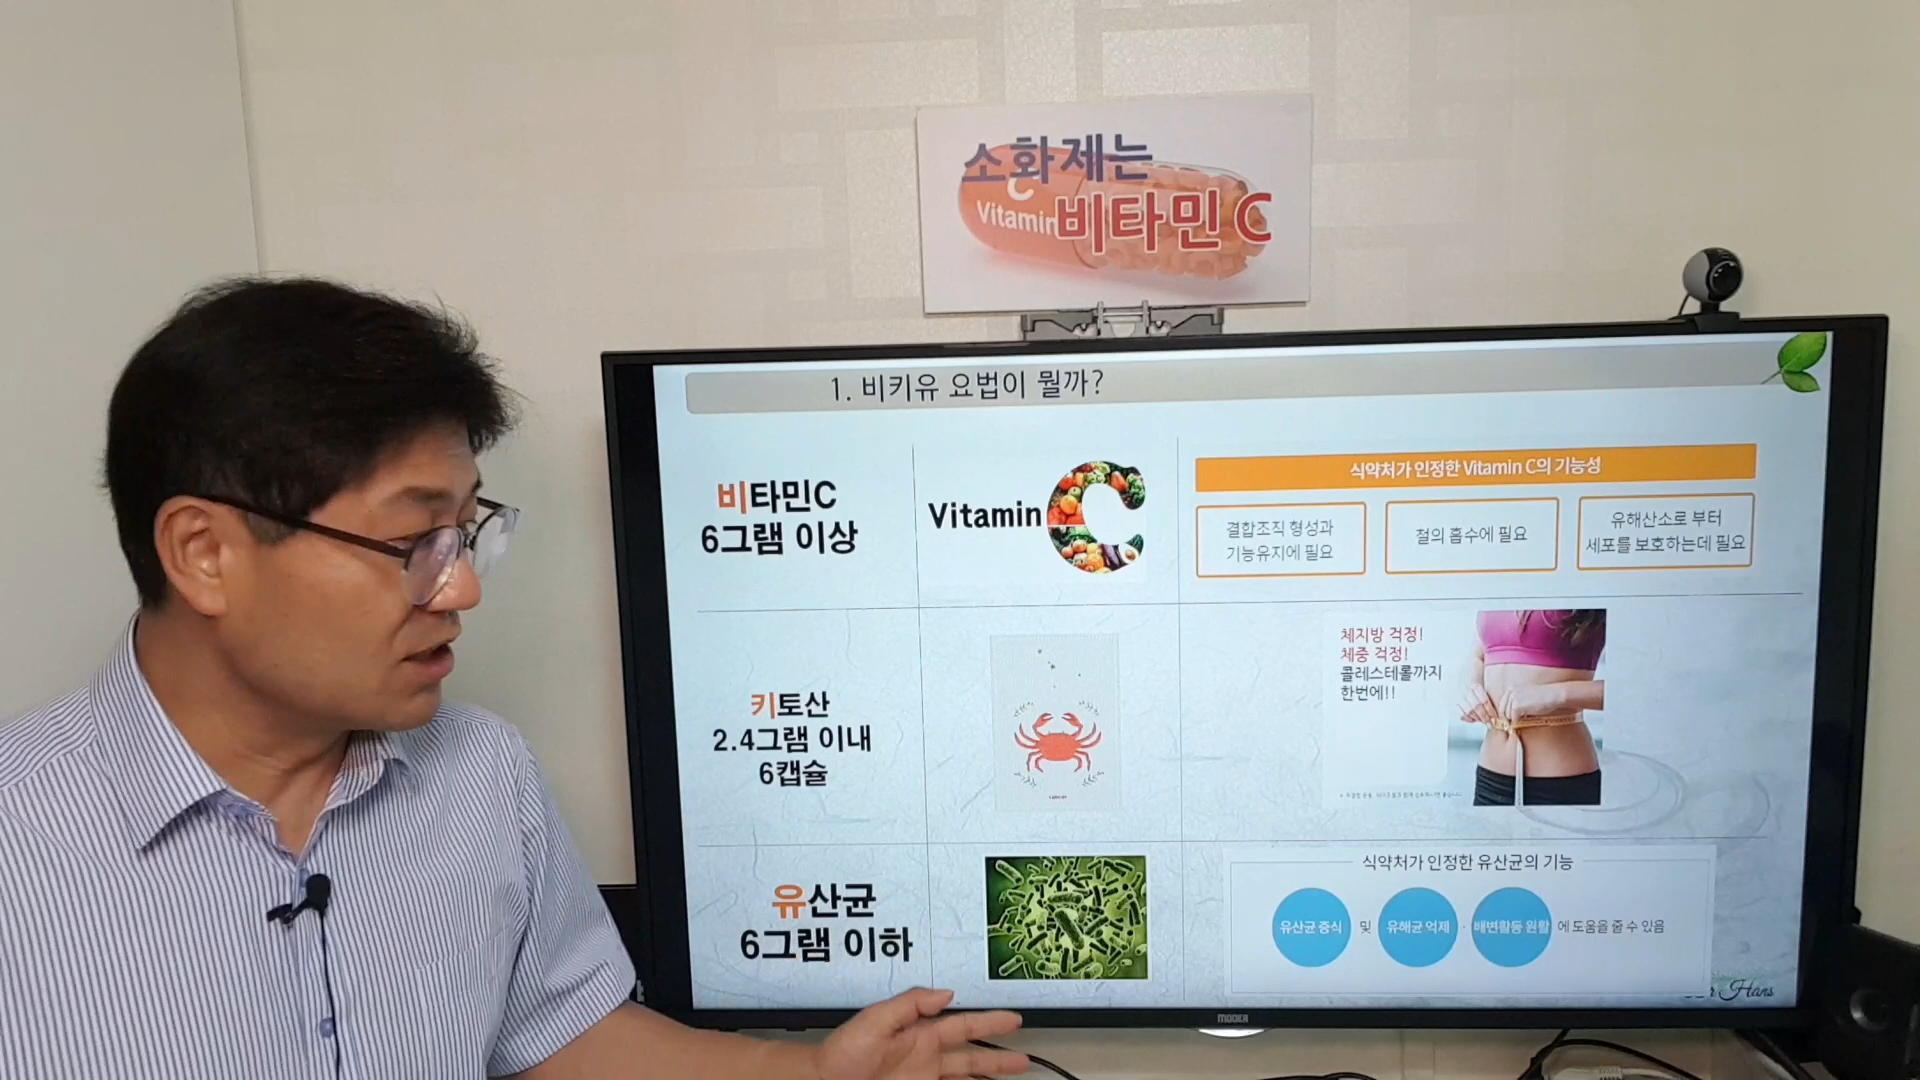 소화제는
C
Vitamin
비타민 C
1. 비키유 요법이 뭘까?
비타민C
6그램 이상
Vitamin C
식약처가 인정한 Vitamin C의 기능성
결합조직 형성과
기능유지에 필요
철의 흡수에 필요
유해산소로 부터
세포를 보호하는데 필요
키토산
2.4그램 이내
6캡슐
체지방 걱정!
체중 걱정!
콜레스테롤까지
한번에!!
유산균
6그램 이하
식약처가 인정한 유산균의 기능
유산균 증식 및 유해균 억제 · 배변활동 원활 에 도움을 줄 수 있음
Hans